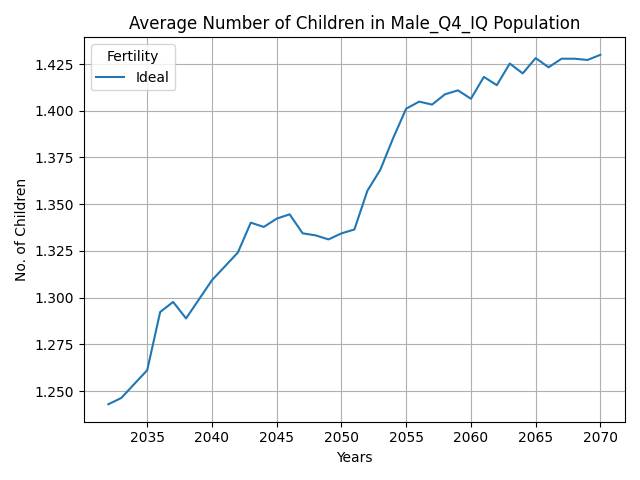 Average Number of Children in Male_Q4_IQ Population
Fertility
Ideal
No. of Children
1.425
1.400
1.375
1.350
1.325
1.300
1.275
1.250
2035 2040 2045 2050 2055 2060 2065 2070
Years